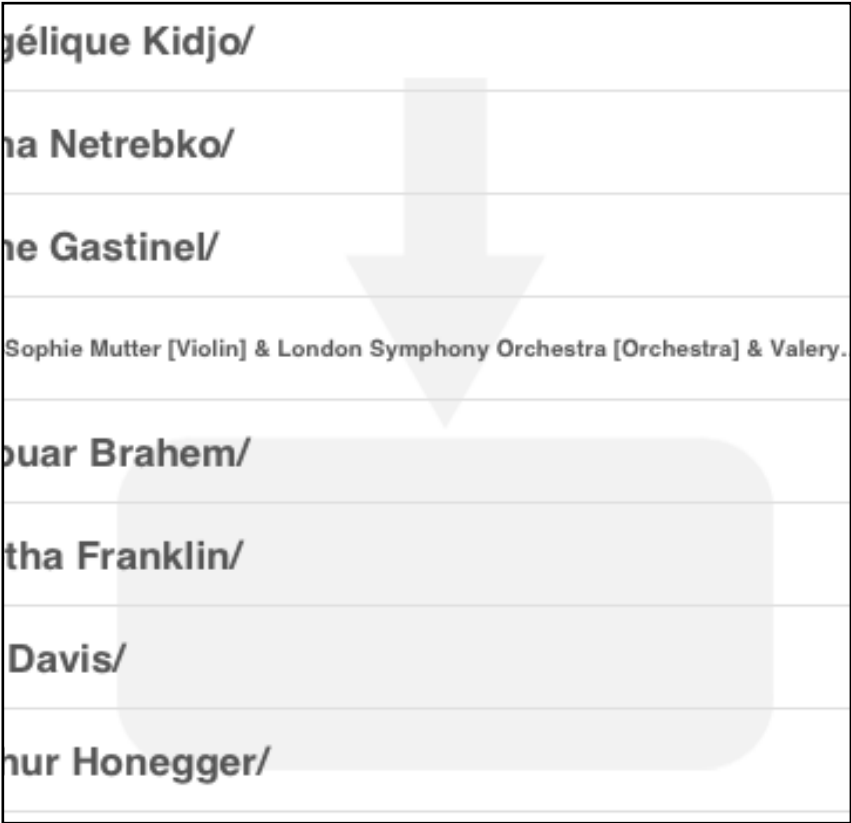 gélique Kidjo/
na Netrebko/
ne Gastinel/
Sophie Mutter [Violin] & London Symphony Orchestra [Orchestra] & Valery...
ouar Brahem/
tha Franklin/
Davis/
hur Honegger/